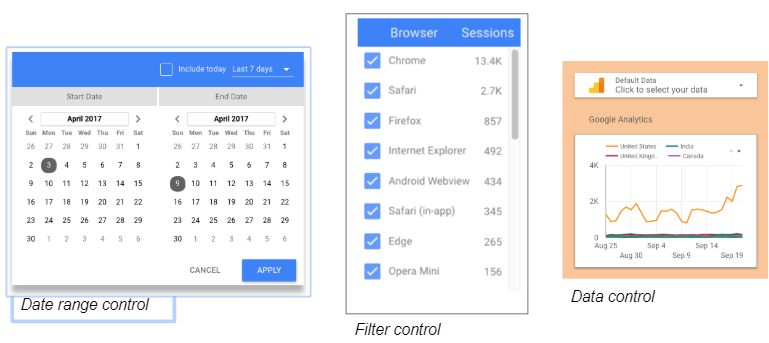 Include today Last 7 days
Start Date
End Date
April 2017
Sun Mon Tue Wed Thu Fri Sat
26 27 28 29 30 31 1
2 3 4 5 6 7 8
9 10 11 12 13 14 15
16 17 18 19 20 21 22
23 24 25 26 27 28 29
30 1 2 3 4 5 6
April 2017
Sun Mon Tue Wed Thu Fri Sat
26 27 28 29 30 31 1
2 3 4 5 6 7 8
9 10 11 12 13 14 15
16 17 18 19 20 21 22
23 24 25 26 27 28 29
30 1 2 3 4 5 6
CANCEL APPLY
Date range control
Browser Sessions
Chrome 13.4K
Safari 2.7K
Firefox 857
Internet Explorer 492
Android Webview 434
Safari (in-app) 345
Edge 265
Opera Mini 156
Filter control
Default Data
Click to select your data
Google Analytics
United States India
United Kingd... Canada
4K
2K
0
Aug 25 Sep 4 Sep 14
Aug 30 Sep 9 Sep 19
Data control